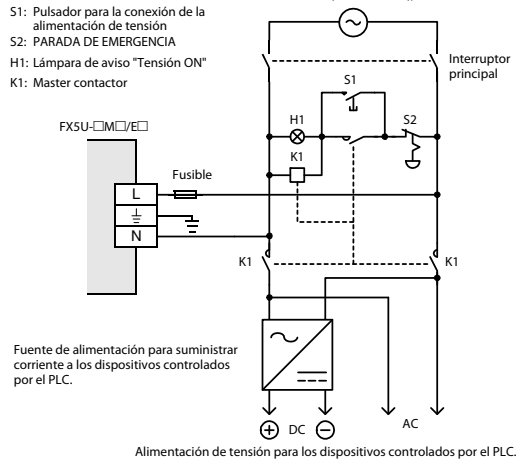 S1: Pulsador para la conexión de la
alimentación de tensión
S2: PARADA DE EMERGENCIA
H1: Lámpara de aviso "Tensión ON"
K1: Master contactor
Interruptor
principal
S1
H1
S2
K1
FX5U-□M□/E□
Fusible
L
N
K1
K1
Fuente de alimentación para suministrar
corriente a los dispositivos controlados
por el PLC.
DC
AC
Alimentación de tensión para los dispositivos controlados por el PLC.